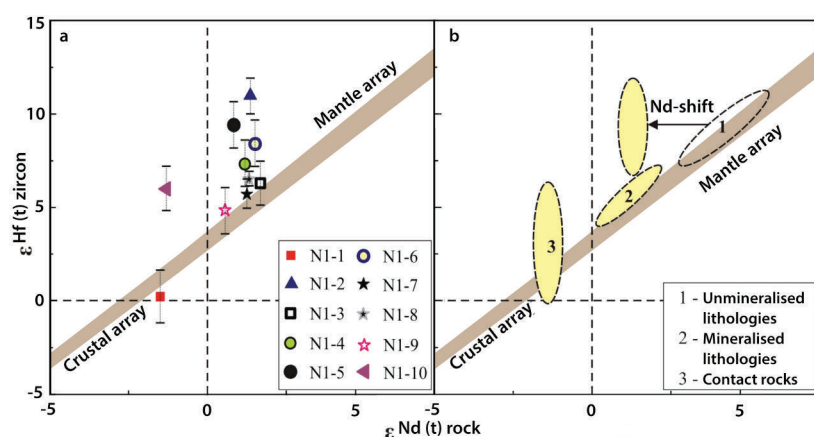 15
10
5
0
-5
-5
0
5
-5
0
5
a
b
Mantle array
Crustal array
Nd-shift
1
2
3
Mantle array
Crustal array
N1-1
N1-6
N1-2
N1-7
N1-3
N1-8
N1-4
N1-9
N1-5
N1-10
1 - Unmineralised
lithologies
2 - Mineralised
lithologies
3 - Contact rocks
ε Hf (t) zircon
ε Nd (t) rock